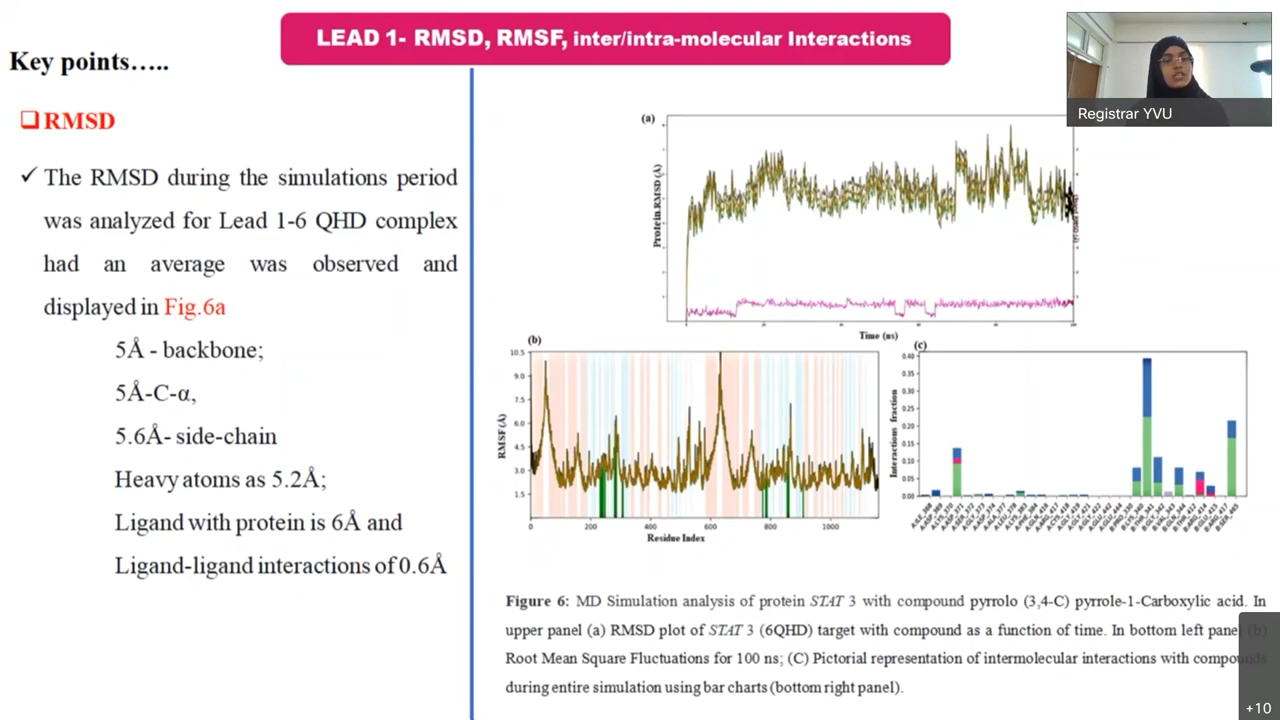 LEAD 1- RMSD, RMSF, inter/intra-molecular Interactions
Key points…..
❑RMSD
✓ The RMSD during the simulations period
was analyzed for Lead 1-6 QHD complex
had an average was observed and
displayed in Fig.6a
5Å - backbone;
5Å-C-α,
5.6Å- side-chain
Heavy atoms as 5.2Å;
Ligand with protein is 6Å and
Ligand-ligand interactions of 0.6Å
Registrar YVU
(a)
Protein RMSD (Å)
Time (ns)
(b)
10.5
9.0
7.5
6.0
4.5
3.0
1.5
RMSF (Å)
0 200 400 600 800 1000
Residue Index
(c)
0.40
0.35
0.30
0.25
0.20
0.15
0.10
0.05
0.00
Interactions fraction
Figure 6: MD Simulation analysis of protein STAT 3 with compound pyrrolo (3,4-C) pyrrole-1-Carboxylic acid. In
upper panel (a) RMSD plot of STAT 3 (6QHD) target with compound as a function of time. In bottom left panel (b)
Root Mean Square Fluctuations for 100 ns; (C) Pictorial representation of intermolecular interactions with compounds
during entire simulation using bar charts (bottom right panel).
+10